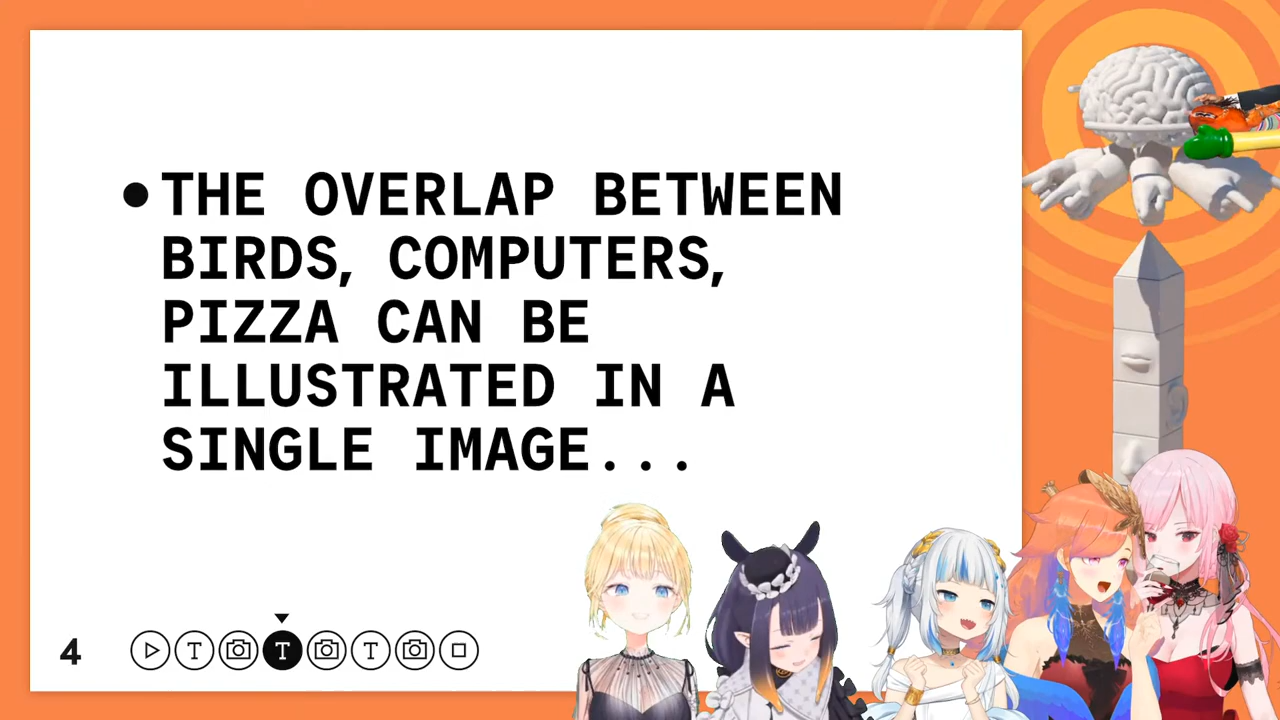 • THE OVERLAP BETWEEN
BIRDS, COMPUTERS,
PIZZA CAN BE
ILLUSTRATED IN A
SINGLE IMAGE...
4 T T T